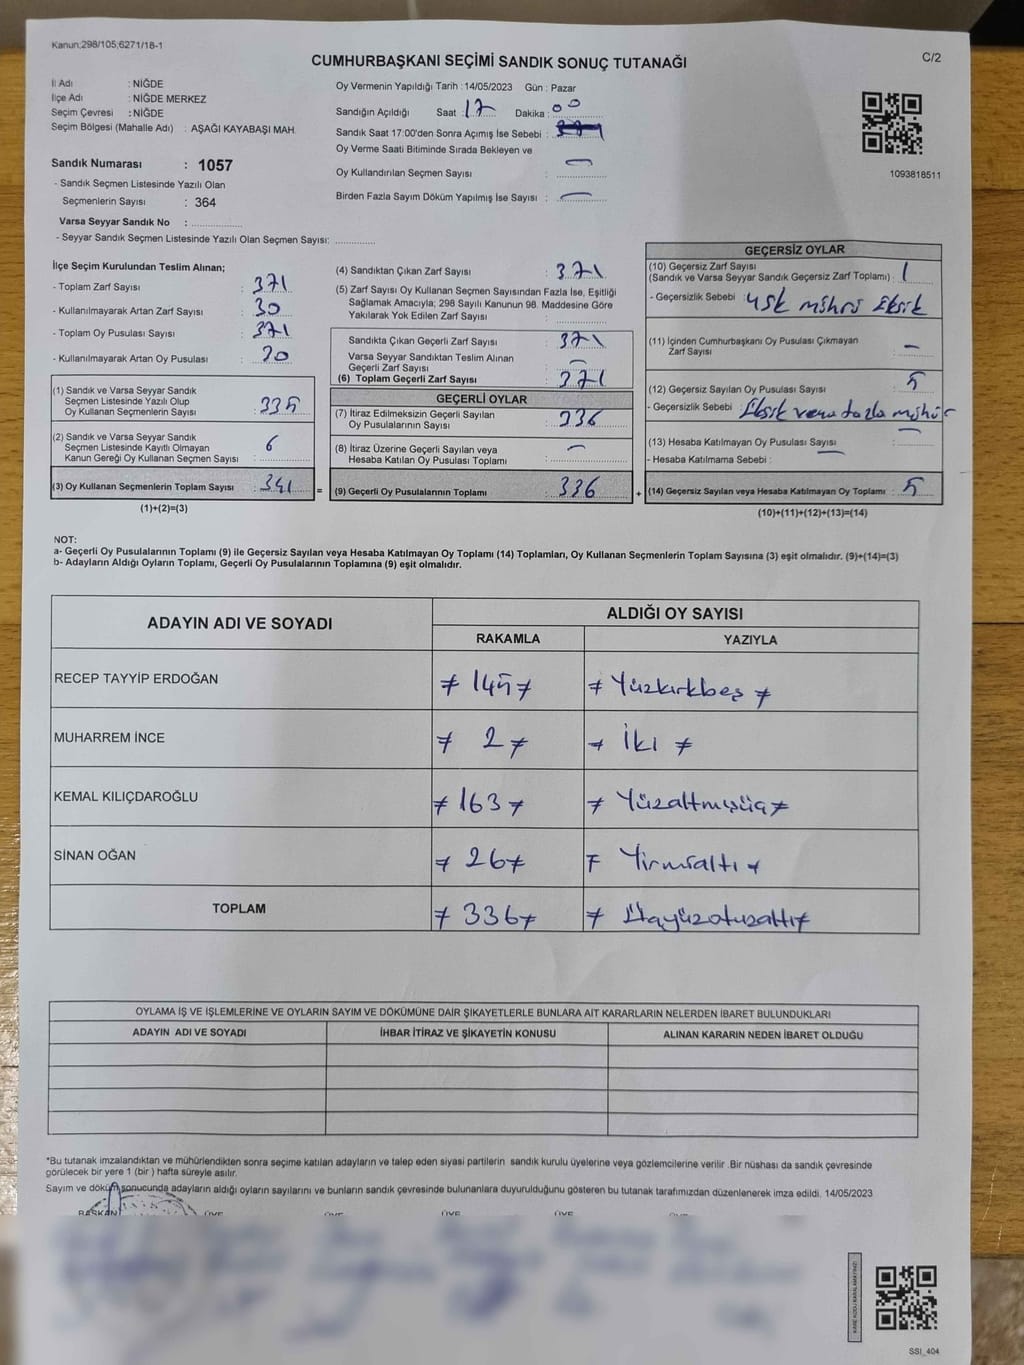 Kanun;298/105;6271/18-1
C/2
CUMHURBAŞKANI SEÇİMİ SANDIK SONUÇ TUTANAĞI
İl Adı : NİĞDE
İlçe Adı : NİĞDE MERKEZ
Seçim Çevresi : NİĞDE
Seçim Bölgesi (Mahalle Adı) : AŞAĞI KAYABAŞI MAH.
Sandık Numarası : 1057
- Sandık Seçmen Listesinde Yazılı Olan
Seçmenlerin Sayısı : 364
Varsa Seyyar Sandık No :
- Seyyar Sandık Seçmen Listesinde Yazılı Olan Seçmen Sayısı:
Oy Vermenin Yapıldığı Tarih : 14/05/2023 Gün : Pazar
Sandığın Açıldığı Saat : 17 Dakika : 00
Sandık Saat 17:00'den Sonra Açımış İse Sebebi :
Oy Verme Saati Bitiminde Sırada Bekleyen ve
Oy Kullandırılan Seçmen Sayısı : —
Birden Fazla Sayım Döküm Yapılmış İse Sayısı : —
1093818511
İlçe Seçim Kurulundan Teslim Alınan;
- Toplam Zarf Sayısı : 371
- Kullanılmayarak Artan Zarf Sayısı : 30
- Toplam Oy Pusulası Sayısı : 371
- Kullanılmayarak Artan Oy Pusulası :
(1) Sandık ve Varsa Seyyar Sandık
Seçmen Listesinde Yazılı Olup
Oy Kullanan Seçmenlerin Sayısı : 335
(2) Sandık ve Varsa Seyyar Sandık
Seçmen Listesinde Kayıtlı Olmayan
Kanun Gereği Oy Kullanan Seçmen Sayısı : 6
(3) Oy Kullanan Seçmenlerin Toplam Sayısı : 341 =
(1)+(2)=(3)
(4) Sandıktan Çıkan Zarf Sayısı : 371
(5) Zarf Sayısı Oy Kullanan Seçmen Sayısından Fazla İse, Eşitliği
Sağlamak Amacıyla; 298 Sayılı Kanunun 98. Maddesine Göre
Yakılarak Yok Edilen Zarf Sayısı :
Sandıkta Çıkan Geçerli Zarf Sayısı : 371
Varsa Seyyar Sandıktan Teslim Alınan
Geçerli Zarf Sayısı : —
(6) Toplam Geçerli Zarf Sayısı : 371
GEÇERLİ OYLAR
(7) İtiraz Edilmeksizin Geçerli Sayılan
Oy Pusulalarının Sayısı : 336
(8) İtiraz Üzerine Geçerli Sayılan veya
Hesaba Katılan Oy Pusulası Toplamı : —
(9) Geçerli Oy Pusulalarının Toplamı : 336 +
GEÇERSİZ OYLAR
(10) Geçersiz Zarf Sayısı
(Sandık ve Varsa Seyyar Sandık Geçersiz Zarf Toplamı) : 1
- Geçersizlik Sebebi : YSK mührü Eksik
(11) İçinden Cumhurbaşkanı Oy Pusulası Çıkmayan
Zarf Sayısı : —
(12) Geçersiz Sayılan Oy Pusulası Sayısı : 5
- Geçersizlik Sebebi : Eksik veya fazla mühür
(13) Hesaba Katılmayan Oy Pusulası Sayısı : —
- Hesaba Katılmama Sebebi : —
(14) Geçersiz Sayılan veya Hesaba Katılmayan Oy Toplamı : 5
(10)+(11)+(12)+(13)=(14)
NOT:
a- Geçerli Oy Pusulalarının Toplamı (9) ile Geçersiz Sayılan veya Hesaba Katılmayan Oy Toplamı (14) Toplamları, Oy Kullanan Seçmenlerin Toplam Sayısına (3) eşit olmalıdır. (9)+(14)=(3)
b- Adayların Aldığı Oyların Toplamı, Geçerli Oy Pusulalarının Toplamına (9) eşit olmalıdır.
ADAYIN ADI VE SOYADI
ALDIĞI OY SAYISI
RAKAMLA YAZIYLA
RECEP TAYYİP ERDOĞAN ≠ 145 ≠ ≠ Yüzkırkbeş ≠
MUHARREM İNCE ≠ 2 ≠ ≠ İki ≠
KEMAL KILIÇDAROĞLU ≠ 163 ≠ ≠ Yüzaltmışüç ≠
SİNAN OĞAN ≠ 26 ≠ ≠ Yirmialtı ≠
TOPLAM ≠ 336 ≠ ≠ Üçyüzotuzaltı ≠
OYLAMA İŞ VE İŞLEMLERİNE VE OYLARIN SAYIM VE DÖKÜMÜNE DAİR ŞİKAYETLERLE BUNLARA AİT KARARLARIN NELERDEN İBARET BULUNDUKLARI
ADAYIN ADI VE SOYADI İHBAR İTİRAZ VE ŞİKAYETİN KONUSU ALINAN KARARIN NEDEN İBARET OLDUĞU
*Bu tutanak imzalandıktan ve mühürlendikten sonra seçime katılan adayların ve talep eden siyasi partilerin sandık kurulu üyelerine veya gözlemcilerine verilir .Bir nüshası da sandık çevresinde
görülecek bir yere 1 (bir ) hafta süreyle asılır.
Sayım ve döküm sonucunda adayların aldığı oyların sayılarını ve bunların sandık çevresinde bulunanlara duyurulduğunu gösteren bu tutanak tarafımızdan düzenlenerek imza edildi. 14/05/2023
BAŞKAN ÜYE ÜYE ÜYE ÜYE ÜYE
SSI_404